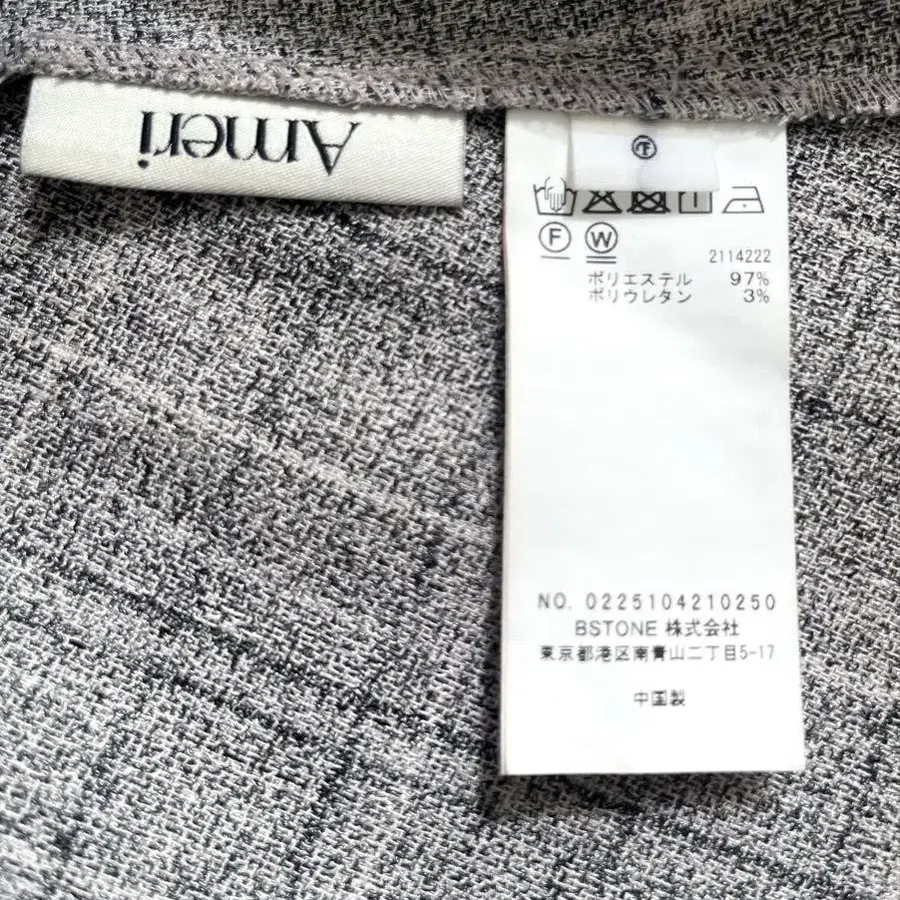 Ameri
F W
2114222
ポリエステル 97%
ポリウレタン 3%
NO. 0225104210250
BSTONE 株式会社
東京都港区南青山二丁目5-17
中国製